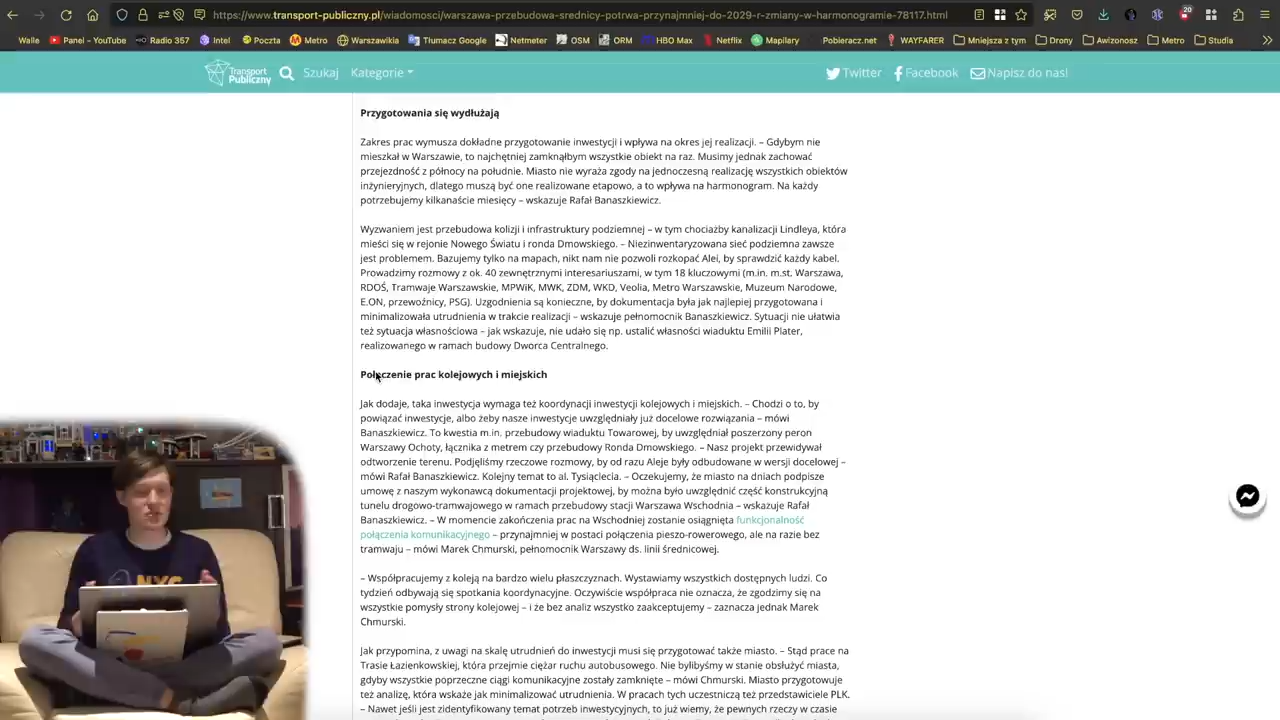 https://www.transport-publiczny.pl/wiadomosci/warszawa-przebudowa-srednicy-potrwa-przynajmniej-do-2029-r-zmiany-w-harmonogramie-78117.html
20
Walle Panel - YouTube Radio 357 Intel Poczta Metro Warszawikia Tłumacz Google Netmeter OSM ORM HBO Max Netflix Mapilary Pobieracz.net WAYFARER Mniejsza z tym Drony Awizonosz Metro Studia
Transport Publiczny Szukaj Kategorie Twitter Facebook Napisz do nas!
Przygotowania się wydłużają
Zakres prac wymusza dokładne przygotowanie inwestycji i wpływa na okres jej realizacji. – Gdybym nie
mieszkał w Warszawie, to najchętniej zamknąłbym wszystkie obiekt na raz. Musimy jednak zachować
przejezdność z północy na południe. Miasto nie wyraża zgody na jednoczesną realizację wszystkich obiektów
inżynieryjnych, dlatego muszą być one realizowane etapowo, a to wpływa na harmonogram. Na każdy
potrzebujemy kilkanaście miesięcy – wskazuje Rafał Banaszkiewicz.
Wyzwaniem jest przebudowa kolizji i infrastruktury podziemnej – w tym chociażby kanalizacji Lindleya, która
mieści się w rejonie Nowego Światu i ronda Dmowskiego. – Niezinwentaryzowana sieć podziemna zawsze
jest problemem. Bazujemy tylko na mapach, nikt nam nie pozwoli rozkopać Alei, by sprawdzić każdy kabel.
Prowadzimy rozmowy z ok. 40 zewnętrznymi interesariuszami, w tym 18 kluczowymi (m.in. m.st. Warszawa,
RDOŚ, Tramwaje Warszawskie, MPWiK, MWK, ZDM, WKD, Veolia, Metro Warszawskie, Muzeum Narodowe,
E.ON, przewoźnicy, PSG). Uzgodnienia są konieczne, by dokumentacja była jak najlepiej przygotowana i
minimalizowała utrudnienia w trakcie realizacji – wskazuje pełnomocnik Banaszkiewicz. Sytuacji nie ułatwia
też sytuacja własnościowa – jak wskazuje, nie udało się np. ustalić własności wiaduktu Emilii Plater,
realizowanego w ramach budowy Dworca Centralnego.
Połączenie prac kolejowych i miejskich
Jak dodaje, taka inwestycja wymaga też koordynacji inwestycji kolejowych i miejskich. – Chodzi o to, by
powiązać inwestycje, albo żeby nasze inwestycje uwzględniały już docelowe rozwiązania – mówi
Banaszkiewicz. To kwestia m.in. przebudowy wiaduktu Towarowej, by uwzględniał poszerzony peron
Warszawy Ochoty, łącznika z metrem czy przebudowy Ronda Dmowskiego. – Nasz projekt przewidywał
odtworzenie terenu. Podjęliśmy rzeczowe rozmowy, by od razu Aleje były odbudowane w wersji docelowej –
mówi Rafał Banaszkiewicz. Kolejny temat to al. Tysiąclecia. – Oczekujemy, że miasto na dniach podpisze
umowę z naszym wykonawcą dokumentacji projektowej, by można było uwzględnić część konstrukcyjną
tunelu drogowo-tramwajowego w ramach przebudowy stacji Warszawa Wschodnia – wskazuje Rafał
Banaszkiewicz. – W momencie zakończenia prac na Wschodniej zostanie osiągnięta funkcjonalność
połączenia komunikacyjnego – przynajmniej w postaci połączenia pieszo-rowerowego, ale na razie bez
tramwaju – mówi Marek Chmurski, pełnomocnik Warszawy ds. linii średnicowej.
– Współpracujemy z koleją na bardzo wielu płaszczyznach. Wystawiamy wszystkich dostępnych ludzi. Co
tydzień odbywają się spotkania koordynacyjne. Oczywiście współpraca nie oznacza, że zgodzimy się na
wszystkie pomysły strony kolejowej – i że bez analiz wszystko zaakceptujemy – zaznacza jednak Marek
Chmurski.
Jak przypomina, z uwagi na skalę utrudnień do inwestycji musi się przygotować także miasto. – Stąd prace na
Trasie Łazienkowskiej, która przejmie ciężar ruchu autobusowego. Nie bylibyśmy w stanie obsłużyć miasta,
gdyby wszystkie poprzeczne ciągi komunikacyjne zostały zamknięte – mówi Chmurski. Miasto przygotowuje
też analizę, która wskaże jak minimalizować utrudnienia. W pracach tych uczestniczą też przedstawiciele PLK.
– Nawet jeśli jest zidentyfikowany temat potrzeb inwestycyjnych, to już wiemy, że pewnych rzeczy w czasie
NYC